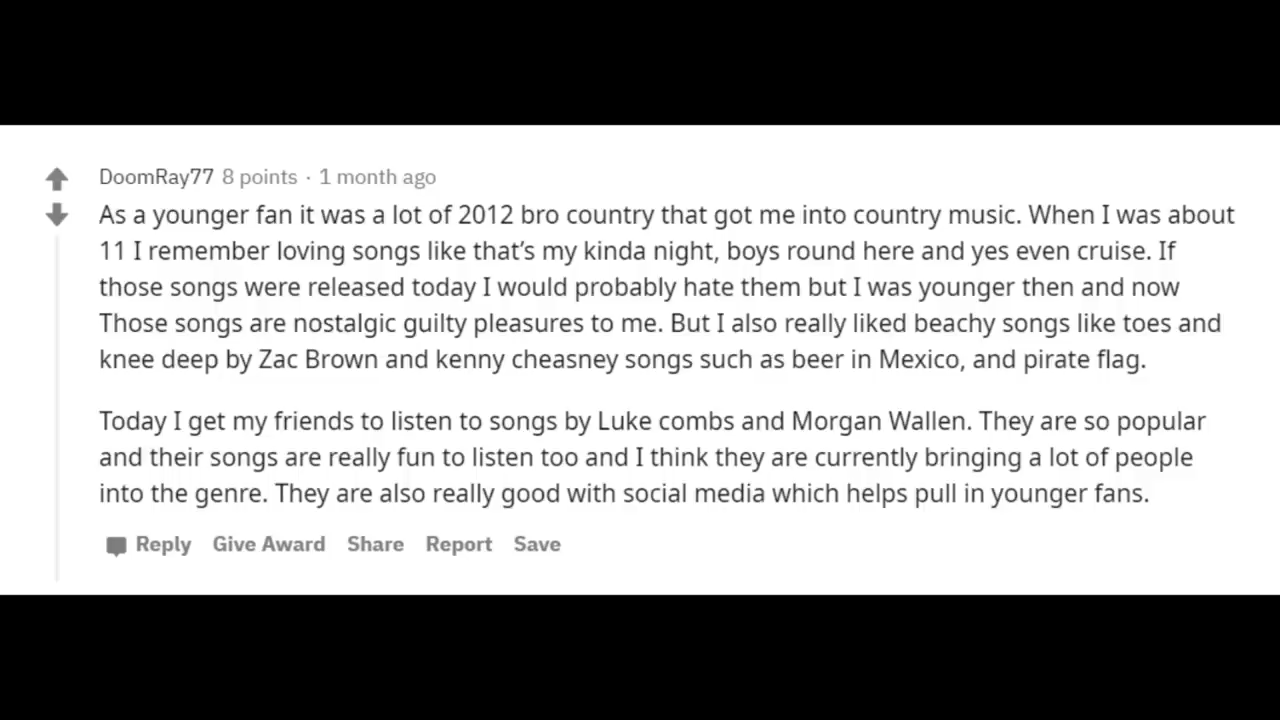 DoomRay77 8 points · 1 month ago
As a younger fan it was a lot of 2012 bro country that got me into country music. When I was about
11 I remember loving songs like that’s my kinda night, boys round here and yes even cruise. If
those songs were released today I would probably hate them but I was younger then and now
Those songs are nostalgic guilty pleasures to me. But I also really liked beachy songs like toes and
knee deep by Zac Brown and kenny cheasney songs such as beer in Mexico, and pirate flag.
Today I get my friends to listen to songs by Luke combs and Morgan Wallen. They are so popular
and their songs are really fun to listen too and I think they are currently bringing a lot of people
into the genre. They are also really good with social media which helps pull in younger fans.
Reply Give Award Share Report Save